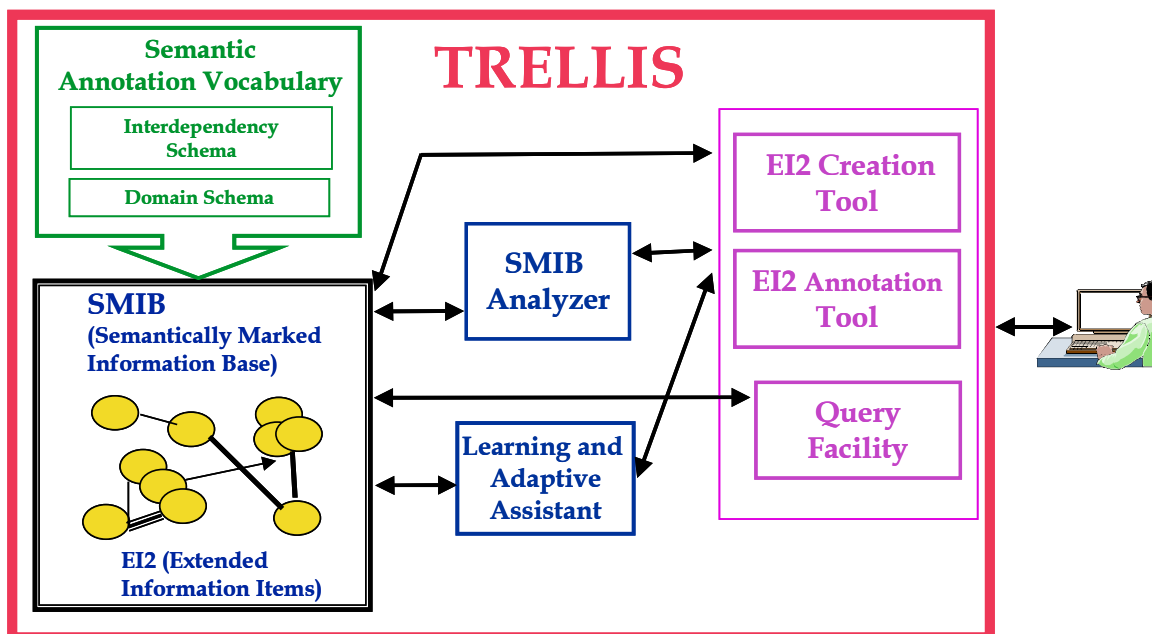 TRELLIS
Semantic
Annotation Vocabulary
Interdependency
Schema
Domain Schema
SMIB
(Semantically Marked
Information Base)
EI2 (Extended
Information Items)
SMIB
Analyzer
Learning and
Adaptive
Assistant
EI2 Creation
Tool
EI2 Annotation
Tool
Query
Facility